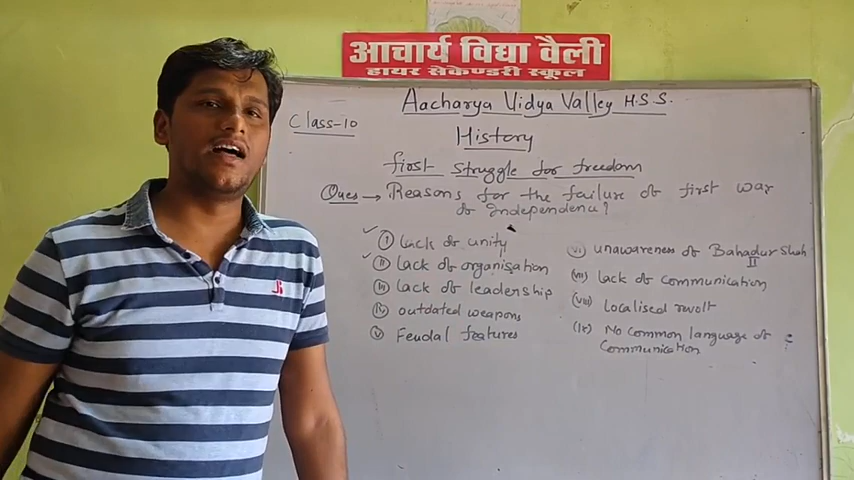 आचार्य विद्या वैली
हायर सेकेण्डरी स्कूल
Aacharya Vidya Valley H.S.S.
Class-10
History
first struggle for freedom
Ques → Reasons for the failure of first war
of independence?
(i) lack of unity
(ii) lack of organisation
(iii) lack of leadership
(iv) outdated weapons
(v) Feudal features
(vi) unawareness of Bahadur Shah
II
(vii) lack of communication
(viii) localised revolt
(ix) No common language of
communication